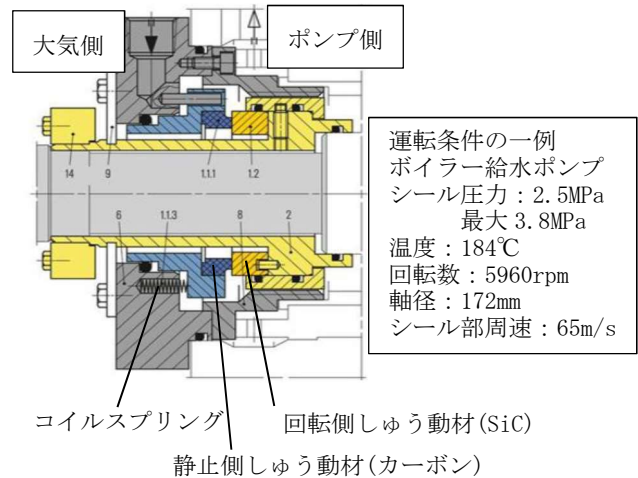 大気側
ポンプ側
14
9
1.1.1
1.2
6
1.1.3
8
2
運転条件の一例
ボイラー給水ポンプ
シール圧力：2.5MPa
最大 3.8MPa
温度：184℃
回転数：5960rpm
軸径：172mm
シール部周速：65m/s
コイルスプリング
回転側しゅう動材(SiC)
静止側しゅう動材(カーボン)